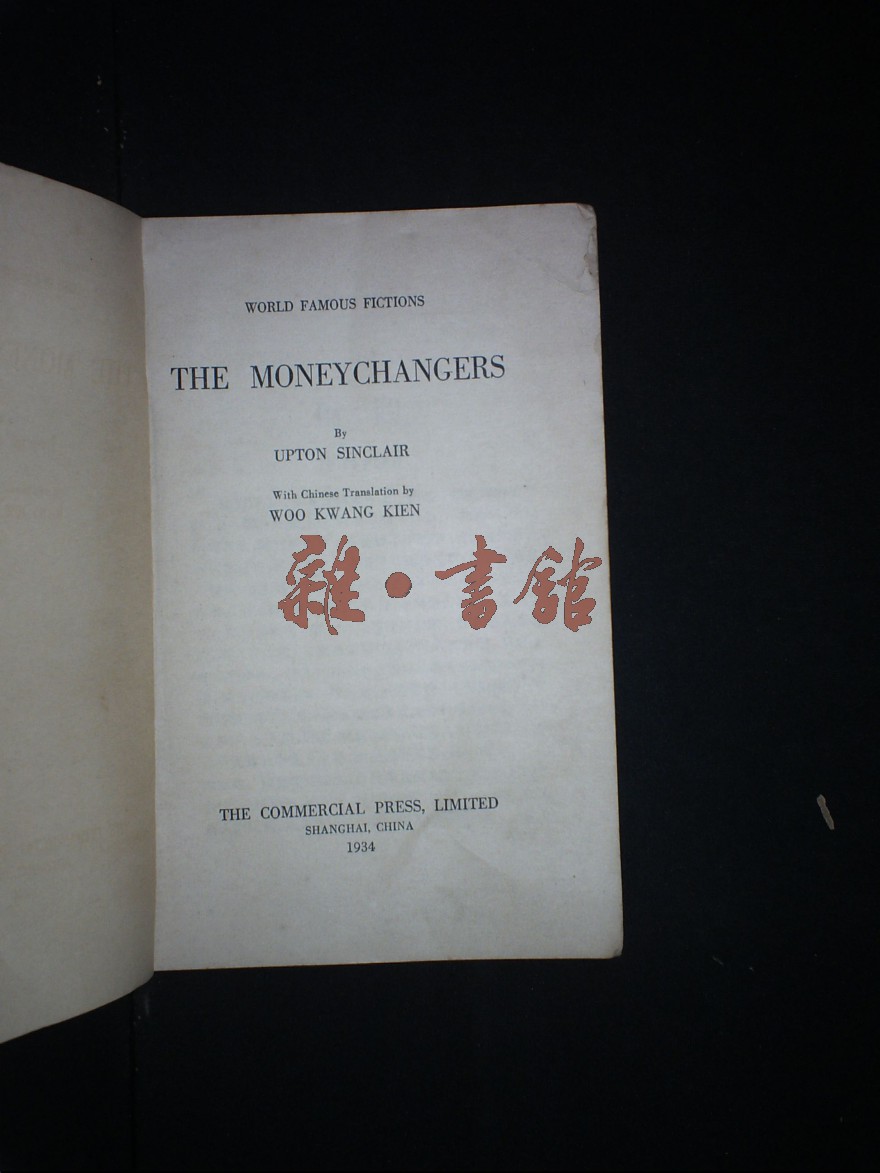 WORLD FAMOUS FICTIONS
THE MONEYCHANGERS
By
UPTON SINCLAIR
With Chinese Translation by
WOO KWANG KIEN
雜·書館
THE COMMERCIAL PRESS, LIMITED
SHANGHAI, CHINA
1934